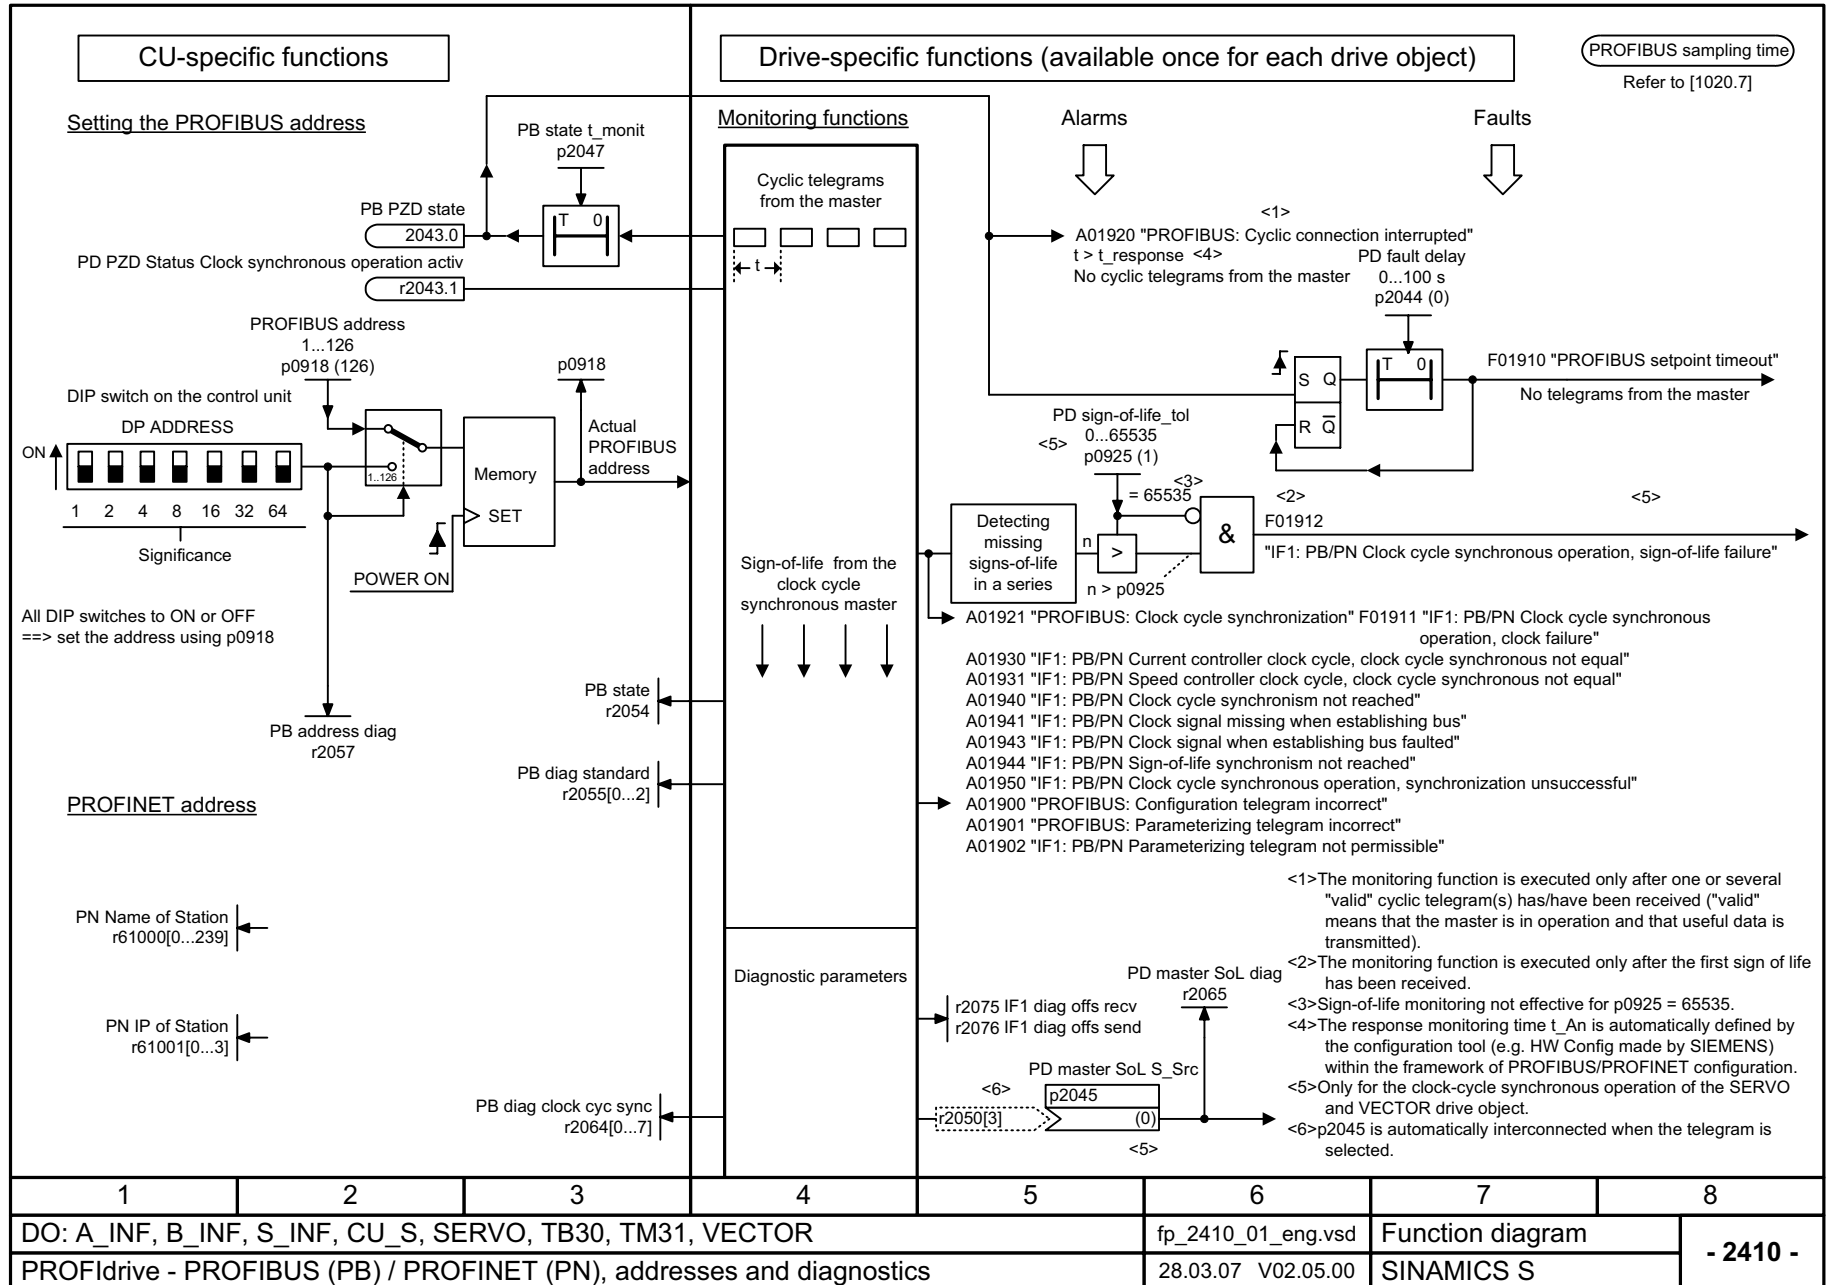 CU-specific functions
Drive-specific functions (available once for each drive object)
PROFIBUS sampling time
Refer to [1020.7]
Setting the PROFIBUS address
PB state t_monit
p2047
T 0
PB PZD state
2043.0
PD PZD Status Clock synchronous operation activ
r2043.1
PROFIBUS address
1...126
p0918 (126)
DIP switch on the control unit
DP ADDRESS
ON
1 2 4 8 16 32 64
Significance
1..126
Memory
SET
POWER ON
p0918
Actual
PROFIBUS
address
All DIP switches to ON or OFF
==> set the address using p0918
PB address diag
r2057
PROFINET address
PN Name of Station
r61000[0...239]
PN IP of Station
r61001[0...3]
PB state
r2054
PB diag standard
r2055[0...2]
PB diag clock cyc sync
r2064[0...7]
Monitoring functions
Cyclic telegrams
from the master
t
Sign-of-life from the
clock cycle
synchronous master
Diagnostic parameters
Alarms
Faults
<1>
A01920 "PROFIBUS: Cyclic connection interrupted"
t > t_response <4>
No cyclic telegrams from the master
PD fault delay
0...100 s
p2044 (0)
S Q
R Q̅
T 0
F01910 "PROFIBUS setpoint timeout"
No telegrams from the master
PD sign-of-life_tol
<5> 0...65535
p0925 (1)
<3>
= 65535
Detecting
missing
signs-of-life
in a series
n
>
n > p0925
&
<2>
F01912
<5>
"IF1: PB/PN Clock cycle synchronous operation, sign-of-life failure"
A01921 "PROFIBUS: Clock cycle synchronization" F01911 "IF1: PB/PN Clock cycle synchronous
operation, clock failure"
A01930 "IF1: PB/PN Current controller clock cycle, clock cycle synchronous not equal"
A01931 "IF1: PB/PN Speed controller clock cycle, clock cycle synchronous not equal"
A01940 "IF1: PB/PN Clock cycle synchronism not reached"
A01941 "IF1: PB/PN Clock signal missing when establishing bus"
A01943 "IF1: PB/PN Clock signal when establishing bus faulted"
A01944 "IF1: PB/PN Sign-of-life synchronism not reached"
A01950 "IF1: PB/PN Clock cycle synchronous operation, synchronization unsuccessful"
A01900 "PROFIBUS: Configuration telegram incorrect"
A01901 "PROFIBUS: Parameterizing telegram incorrect"
A01902 "IF1: PB/PN Parameterizing telegram not permissible"
r2075 IF1 diag offs recv
r2076 IF1 diag offs send
PD master SoL diag
r2065
PD master SoL S_Src
<6>
p2045
r2050[3]
(0)
<5>
<1>The monitoring function is executed only after one or several
"valid" cyclic telegram(s) has/have been received ("valid"
means that the master is in operation and that useful data is
transmitted).
<2>The monitoring function is executed only after the first sign of life
has been received.
<3>Sign-of-life monitoring not effective for p0925 = 65535.
<4>The response monitoring time t_An is automatically defined by
the configuration tool (e.g. HW Config made by SIEMENS)
within the framework of PROFIBUS/PROFINET configuration.
<5>Only for the clock-cycle synchronous operation of the SERVO
and VECTOR drive object.
<6>p2045 is automatically interconnected when the telegram is
selected.
1 2 3 4 5 6 7 8
DO: A_INF, B_INF, S_INF, CU_S, SERVO, TB30, TM31, VECTOR
fp_2410_01_eng.vsd
Function diagram
- 2410 -
PROFIdrive - PROFIBUS (PB) / PROFINET (PN), addresses and diagnostics
28.03.07 V02.05.00
SINAMICS S